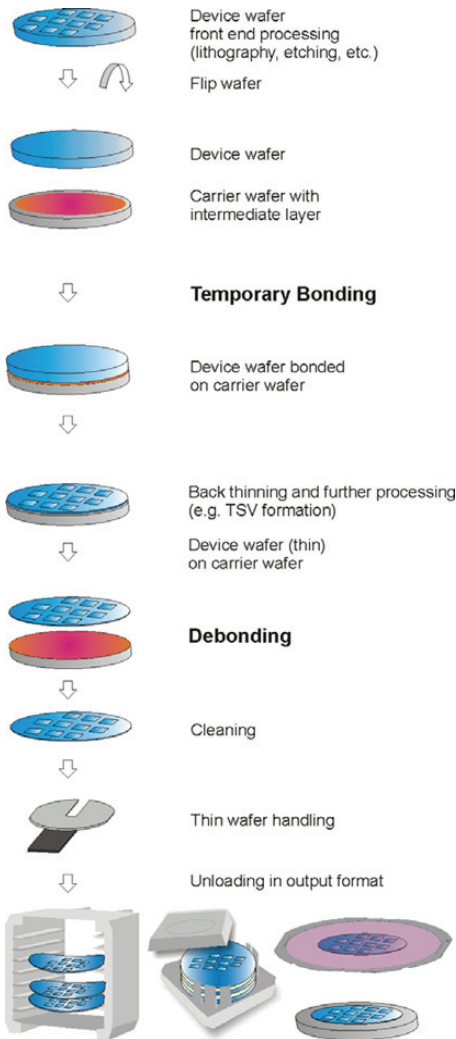 Device wafer
front end processing
(lithography, etching, etc.)
Flip wafer
Device wafer
Carrier wafer with
intermediate layer
Temporary Bonding
Device wafer bonded
on carrier wafer
Back thinning and further processing
(e.g. TSV formation)
Device wafer (thin)
on carrier wafer
Debonding
Cleaning
Thin wafer handling
Unloading in output format